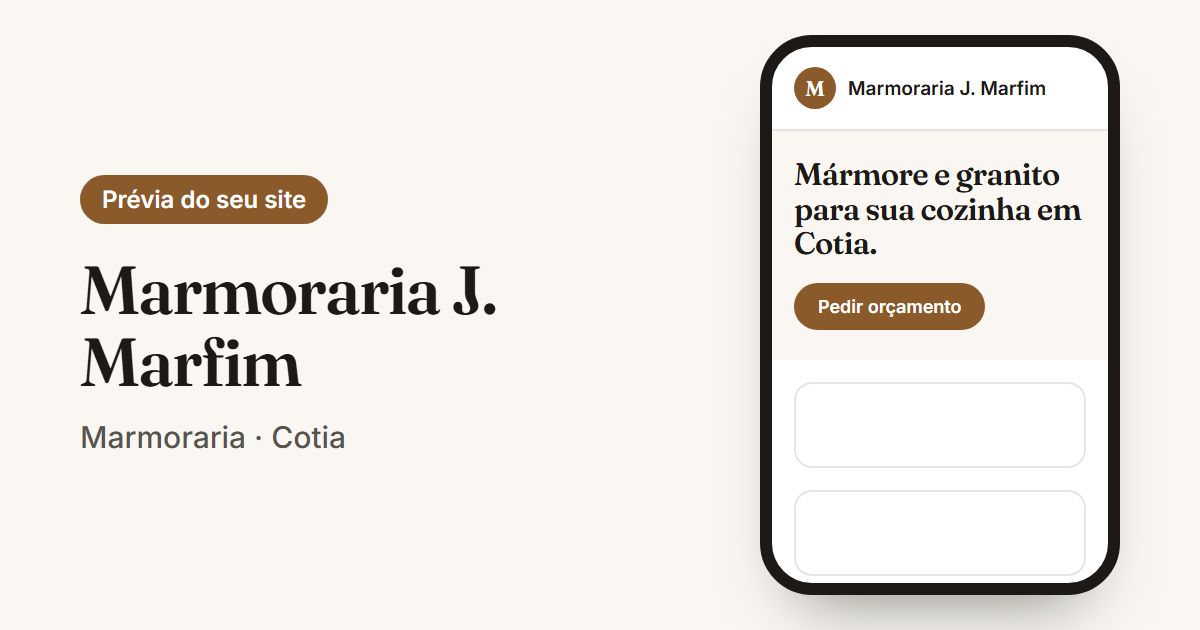 Prévia do seu site
Marmoraria J.
Marfim
Marmoraria · Cotia
M
Marmoraria J. Marfim
Mármore e granito
para sua cozinha em
Cotia.
Pedir orçamento